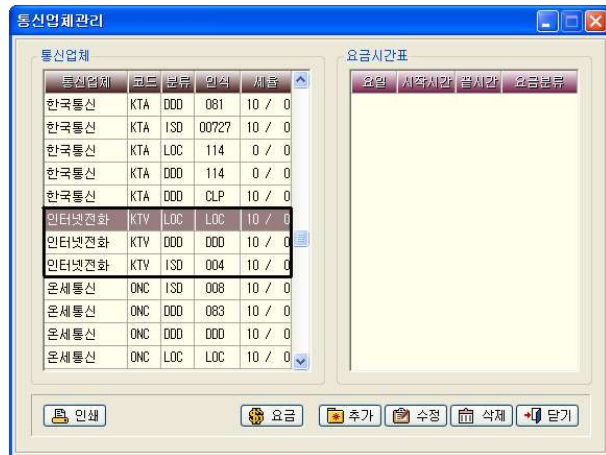 통신업체관리
통신업체
통신업체 코드 분류 인식 세율
한국통신 KTA DDD 081 10 / 0
한국통신 KTA ISD 00727 10 / 0
한국통신 KTA LOC 114 0 / 0
한국통신 KTA DDD 114 0 / 0
한국통신 KTA DDD CLP 10 / 0
인터넷전화 KTV LOC LOC 10 / 0
인터넷전화 KTV DDD DDD 10 / 0
인터넷전화 KTV ISD 004 10 / 0
온세통신 ONC ISD 008 10 / 0
온세통신 ONC DDD 083 10 / 0
온세통신 ONC DDD DDD 10 / 0
온세통신 ONC LOC LOC 10 / 0
요금시간표
요일 시작시간 끝시간 요금분류
인쇄 요금 추가 수정 삭제 닫기